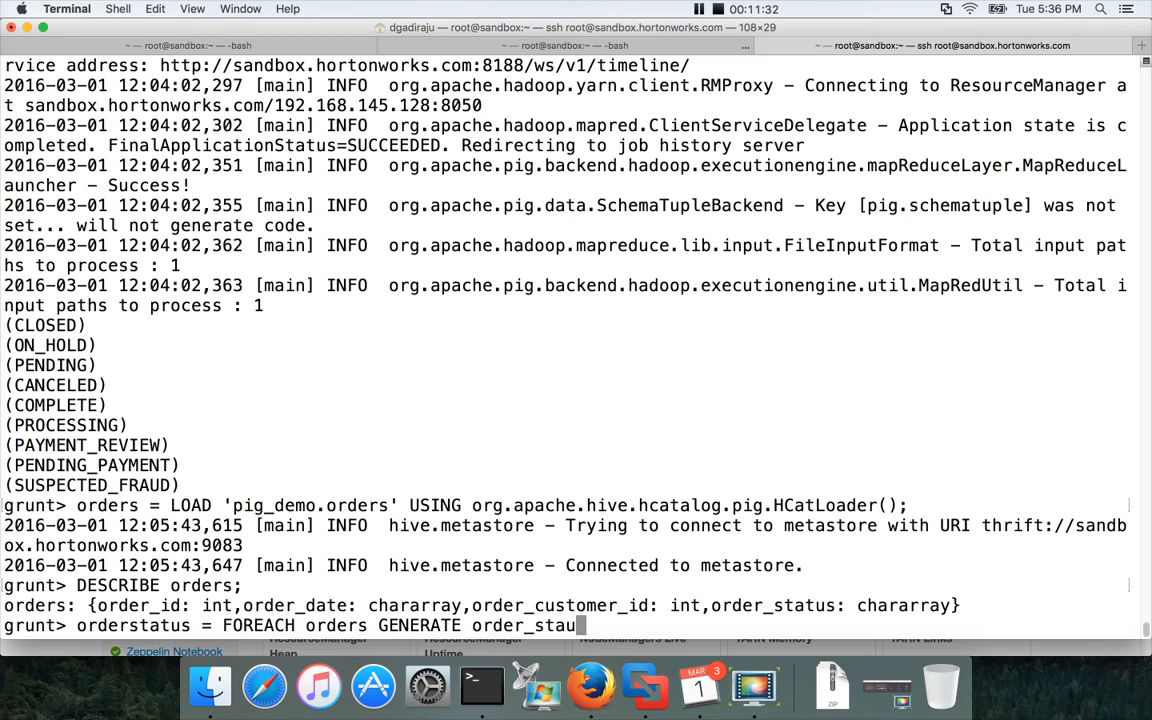 Terminal Shell Edit View Window Help 00:11:32 Tue 5:36 PM
dgadiraju — root@sandbox:~ — ssh root@sandbox.hortonworks.com — 108×29
~ — root@sandbox:~ — -bash ~ — root@sandbox:~ — -bash ... ~ — root@sandbox:~ — ssh root@sandbox.hortonworks.com
rvice address: http://sandbox.hortonworks.com:8188/ws/v1/timeline/
2016-03-01 12:04:02,297 [main] INFO  org.apache.hadoop.yarn.client.RMProxy - Connecting to ResourceManager a
t sandbox.hortonworks.com/192.168.145.128:8050
2016-03-01 12:04:02,302 [main] INFO  org.apache.hadoop.mapred.ClientServiceDelegate - Application state is c
ompleted. FinalApplicationStatus=SUCCEEDED. Redirecting to job history server
2016-03-01 12:04:02,351 [main] INFO  org.apache.pig.backend.hadoop.executionengine.mapReduceLayer.MapReduceL
auncher - Success!
2016-03-01 12:04:02,355 [main] INFO  org.apache.pig.data.SchemaTupleBackend - Key [pig.schematuple] was not
set... will not generate code.
2016-03-01 12:04:02,362 [main] INFO  org.apache.hadoop.mapreduce.lib.input.FileInputFormat - Total input pat
hs to process : 1
2016-03-01 12:04:02,363 [main] INFO  org.apache.pig.backend.hadoop.executionengine.util.MapRedUtil - Total i
nput paths to process : 1
(CLOSED)
(ON_HOLD)
(PENDING)
(CANCELED)
(COMPLETE)
(PROCESSING)
(PAYMENT_REVIEW)
(PENDING_PAYMENT)
(SUSPECTED_FRAUD)
grunt> orders = LOAD 'pig_demo.orders' USING org.apache.hive.hcatalog.pig.HCatLoader();
2016-03-01 12:05:43,615 [main] INFO  hive.metastore - Trying to connect to metastore with URI thrift://sandb
ox.hortonworks.com:9083
2016-03-01 12:05:43,647 [main] INFO  hive.metastore - Connected to metastore.
grunt> DESCRIBE orders;
orders: {order_id: int,order_date: chararray,order_customer_id: int,order_status: chararray}
grunt> orderstatus = FOREACH orders GENERATE order_stau
Zeppelin Notebook
Heap Uptime
MAR
1
3
ZIP